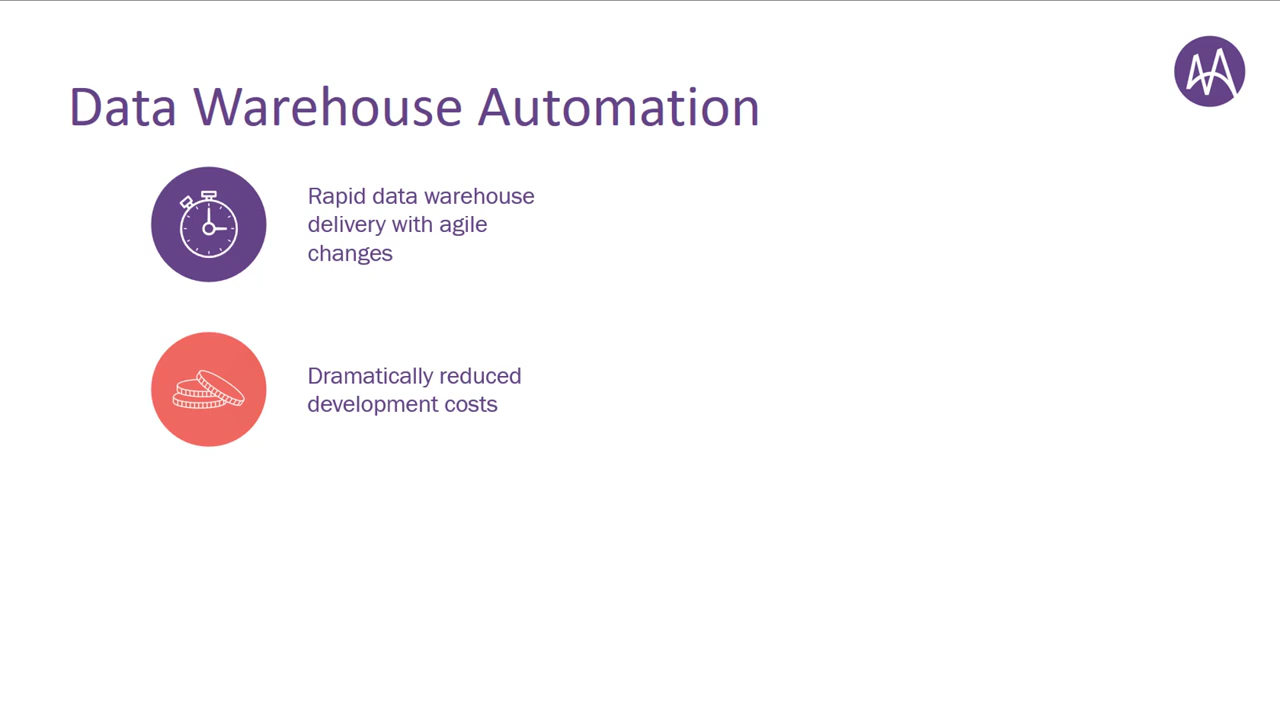 Data Warehouse Automation
Rapid data warehouse
delivery with agile
changes
Dramatically reduced
development costs